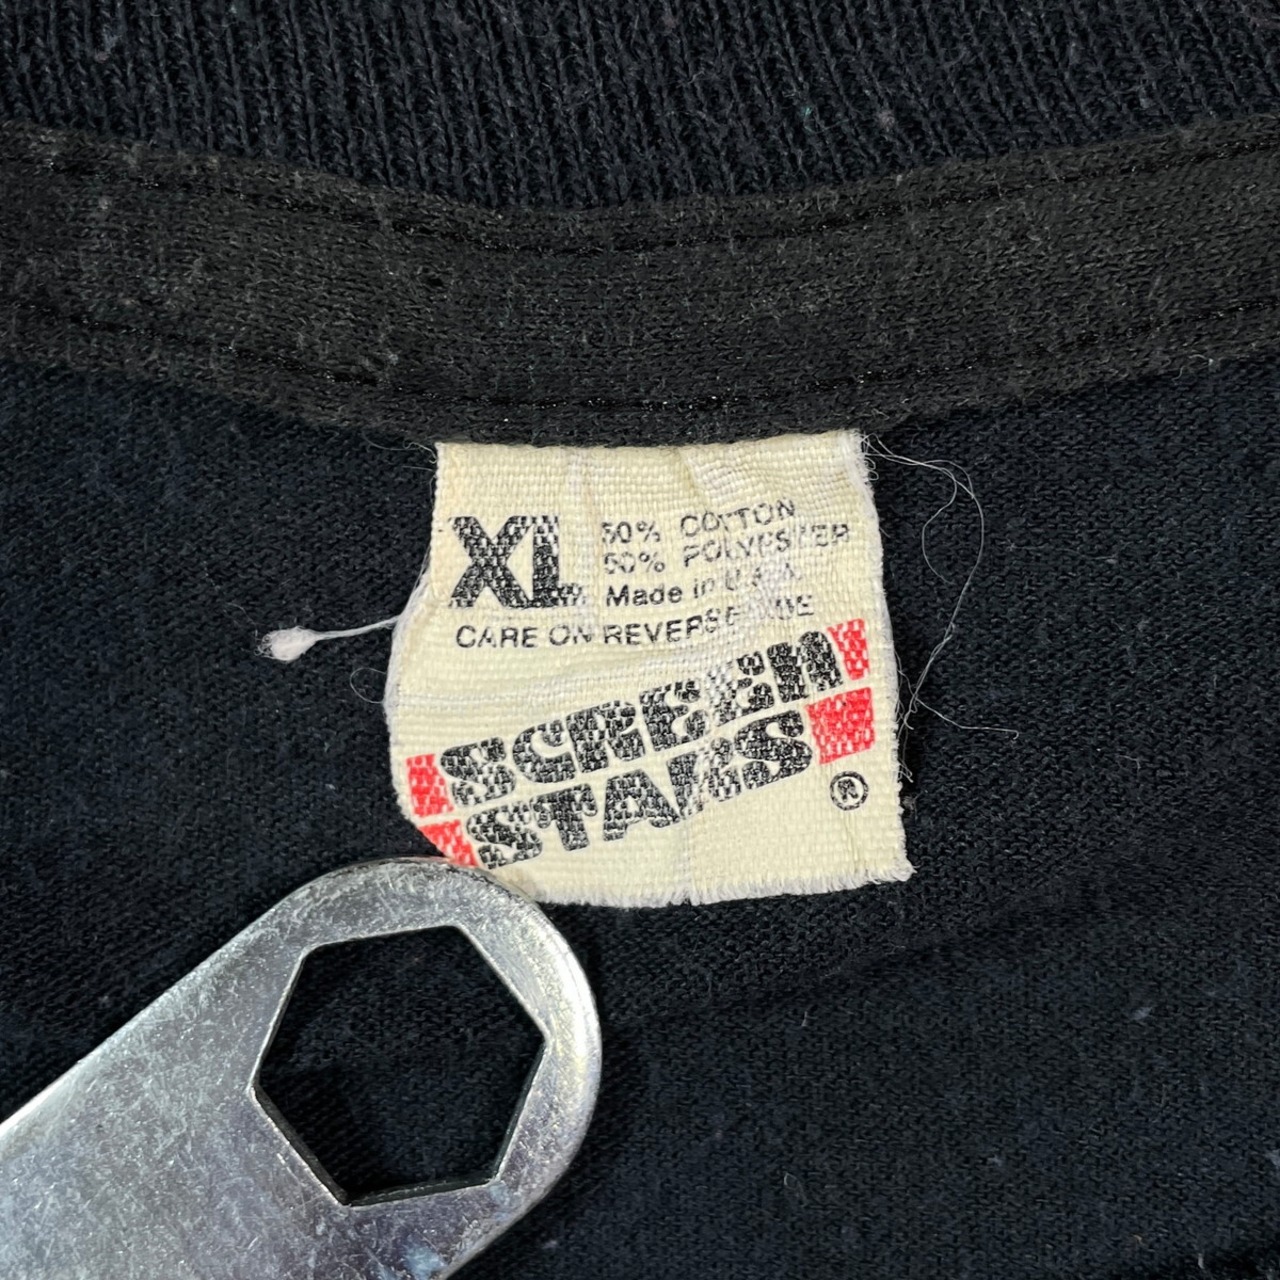 XL
50% COTTON
50% POLYESTER
Made in U.S.A.
CARE ON REVERSE SIDE
SCREEN
STARS
®